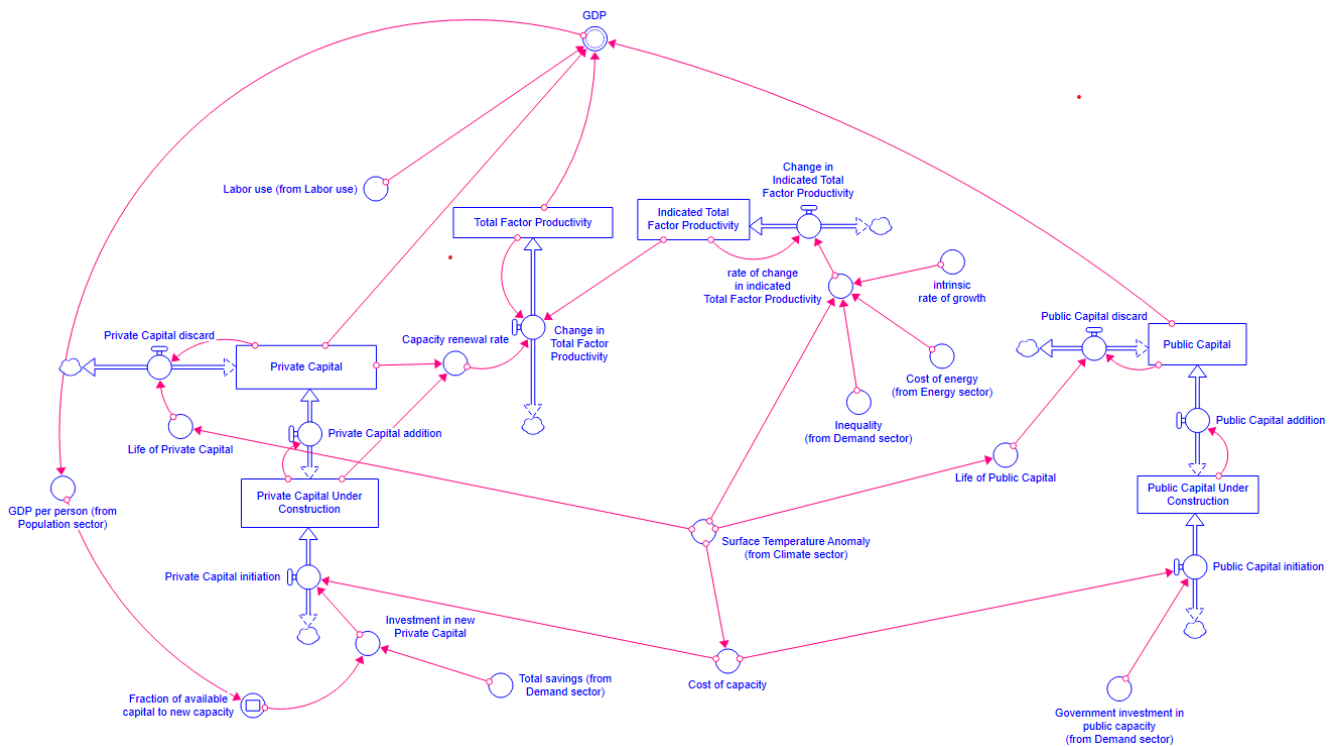 GDP
Labor use (from Labor use)
Change in
Indicated Total
Factor Productivity
Total Factor Productivity
Indicated Total
Factor Productivity
rate of change
in indicated
Total Factor Productivity
intrinsic
rate of growth
Private Capital discard
Capacity renewal rate
Change in
Total Factor
Productivity
Public Capital discard
Private Capital
Public Capital
Cost of energy
(from Energy sector)
Inequality
(from Demand sector)
Life of Private Capital
Private Capital addition
Public Capital addition
Life of Public Capital
GDP per person (from
Population sector)
Private Capital Under
Construction
Public Capital Under
Construction
Surface Temperature Anomaly
(from Climate sector)
Private Capital initiation
Public Capital initiation
Investment in new
Private Capital
Total savings (from
Demand sector)
Cost of capacity
Fraction of available
capital to new capacity
Government investment in
public capacity
(from Demand sector)